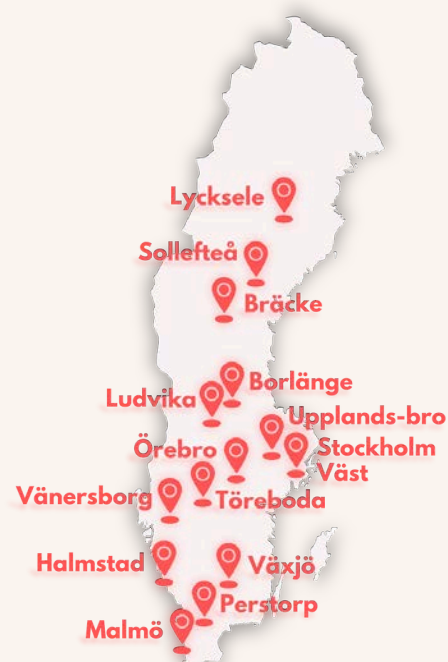 Lycksele
Sollefteå
Bräcke
Borlänge
Ludvika
Upplands-bro
Örebro
Stockholm
Väst
Vänersborg
Töreboda
Halmstad
Växjö
Perstorp
Malmö